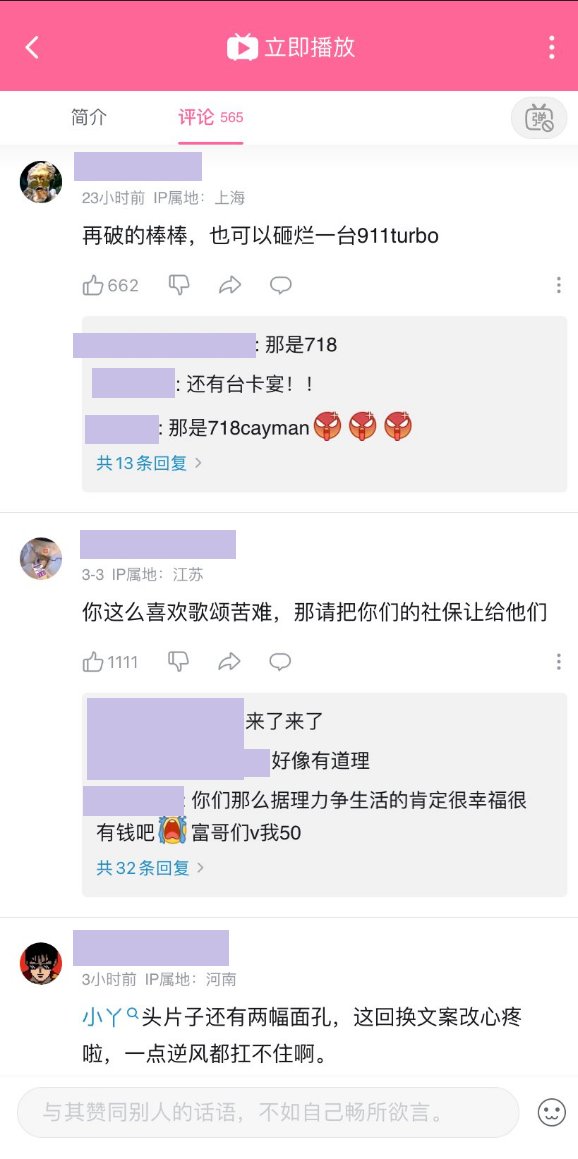 立即播放
简介
评论 565
弹
23小时前 IP属地：上海
再破的棒棒，也可以砸烂一台911turbo
662
: 那是718
: 还有台卡宴！！
: 那是718cayman
共13条回复 >
3-3 IP属地：江苏
你这么喜欢歌颂苦难，那请把你们的社保让给他们
1111
来了来了
好像有道理
: 你们那么据理力争生活的肯定很幸福很
有钱吧富哥们v我50
共32条回复 >
3小时前 IP属地：河南
小丫头片子还有两幅面孔，这回换文案改心疼
啦，一点逆风都扛不住啊。
与其赞同别人的话语，不如自己畅所欲言。